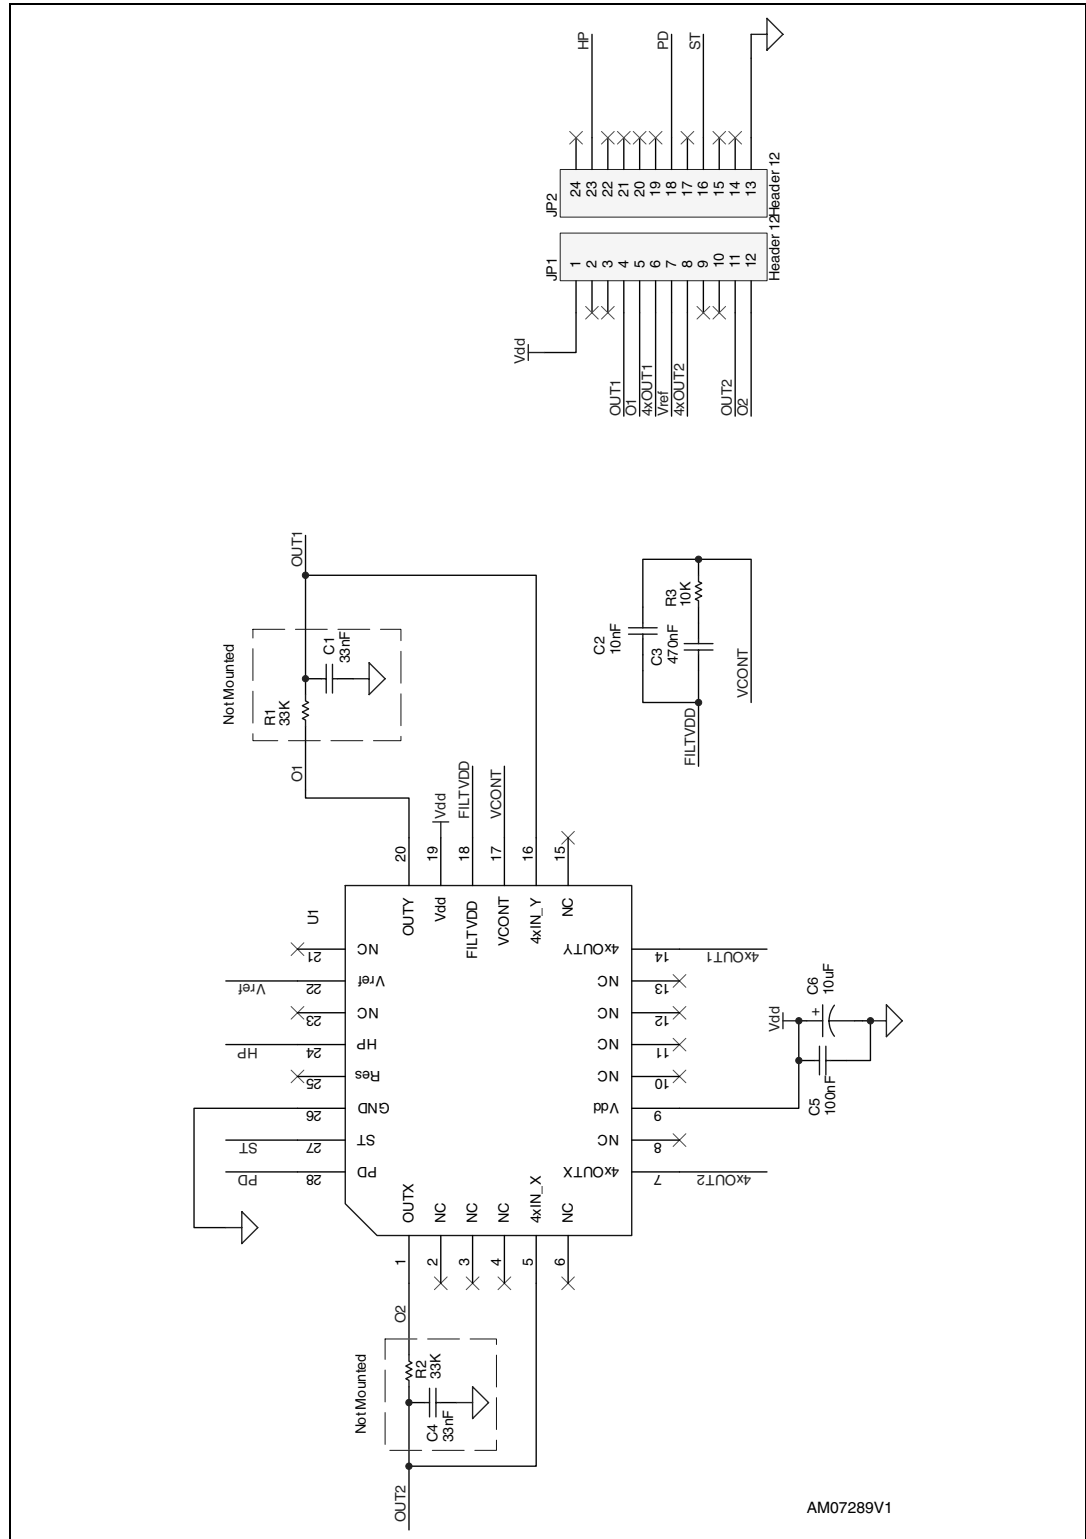 HP
PD
ST
JP2
24
23
22
21
20
19
18
17
16
15
14
13
Header 12
JP1
1
2
3
4
5
6
7
8
9
10
11
12
Header 12
Vdd
OUT1
O1
4xOUT1
Vref
4xOUT2
OUT2
O2
OUT1
Not Mounted
R1
33K
C1
33nF
O1
C2
10nF
C3
470nF
R3
10K
FILTVDD
VCONT
Vdd
FILTVDD
VCONT
20
19
18
17
16
15
U1
OUTY
Vdd
FILTVDD
VCONT
4xIN_Y
NC
NC
21
Vref
22
Vref
NC
23
HP
24
HP
Res
25
GND
26
ST
27
ST
PD
28
PD
4xOUTY
14
4xOUT1
NC
13
NC
12
NC
11
NC
10
Vdd
9
NC
8
4xOUTX
7
4xOUT2
Vdd
+
C6
10uF
C5
100nF
OUTX
NC
NC
NC
4xIN_X
NC
1
2
3
4
5
6
O2
Not Mounted
R2
33K
C4
33nF
OUT2
AM07289V1